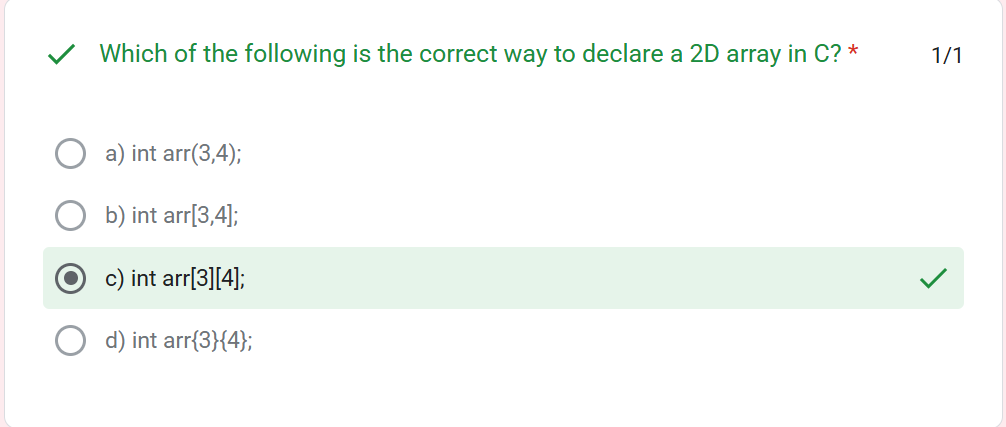 Which of the following is the correct way to declare a 2D array in C? * 1/1
a) int arr(3,4);
b) int arr[3,4];
c) int arr[3][4];
d) int arr{3}{4};